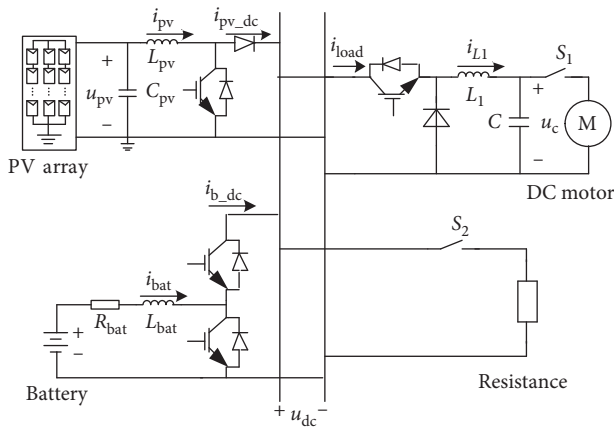 i_pv
i_pv_dc
L_pv
+
u_pv
−
C_pv
PV array
i_load
i_L1
L_1
S_1
+
C
u_c
−
M
DC motor
i_b_dc
S_2
i_bat
R_bat
L_bat
+
−
Battery
Resistance
+ u_dc −